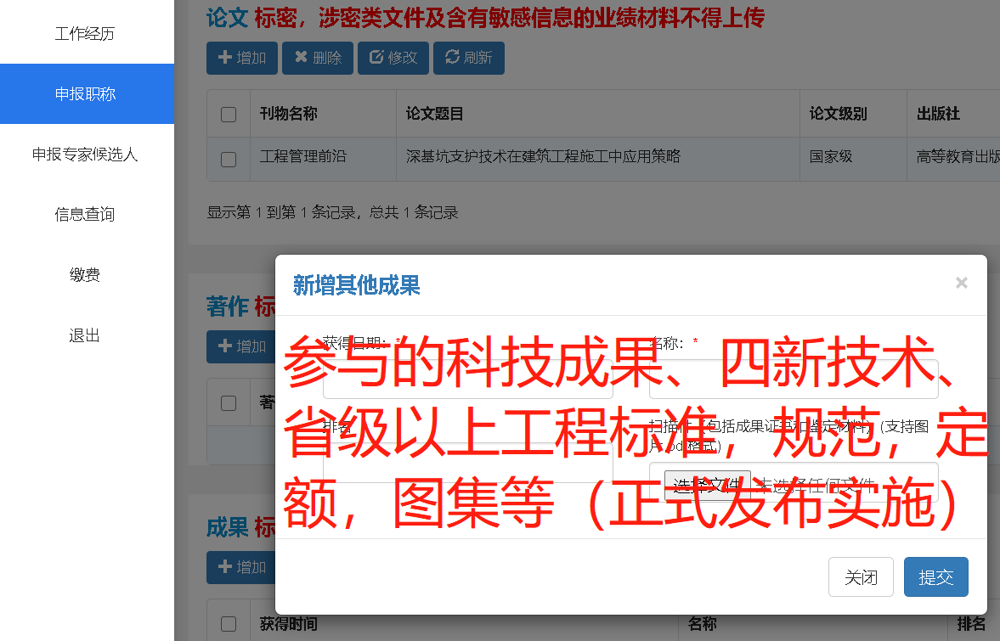 工作经历
申报职称
申报专家候选人
信息查询
缴费
退出
论文 标密，涉密类文件及含有敏感信息的业绩材料不得上传
增加 删除 修改 刷新
刊物名称 论文题目 论文级别 出版社
工程管理前沿 深基坑支护技术在建筑工程施工中应用策略 国家级 高等教育出版
显示第 1 到第 1 条记录，总共 1 条记录
著作 标
增加
著
成果 标
增加
获得时间 名称 排名
新增其他成果 ×
获得日期：* 名称：*
排名
扫描件（包括成果证书和鉴定材料）(支持图
片,pdf格式)
选择文件 未选择任何文件
参与的科技成果、四新技术、
省级以上工程标准，规范，定
额，图集等（正式发布实施）
关闭 提交